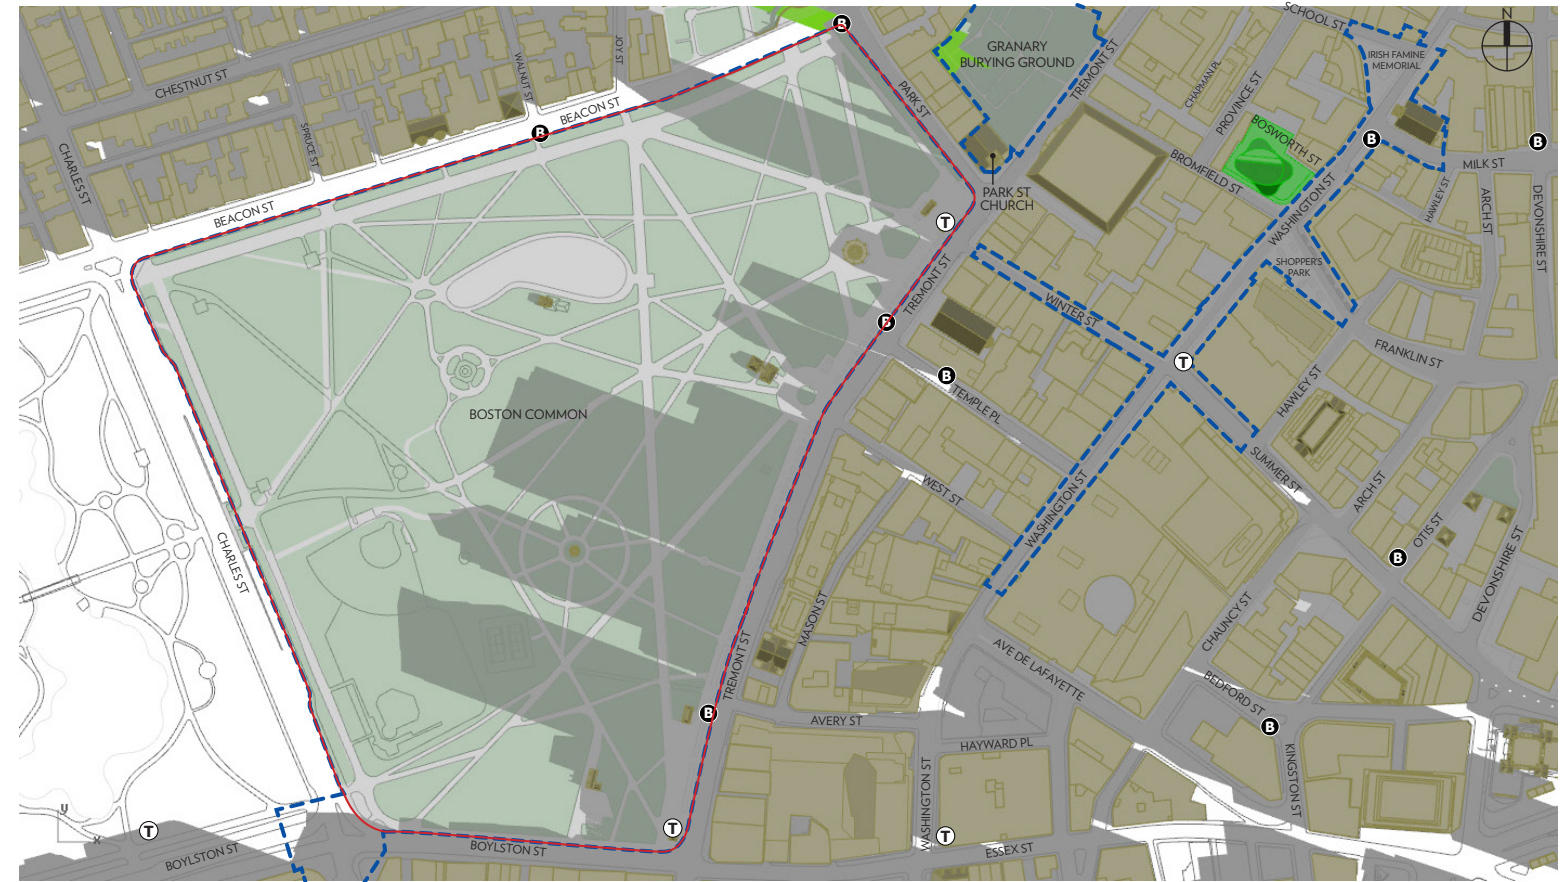 SCHOOL ST
N
JOY ST
WALNUT ST
CHESTNUT ST
GRANARY
BURYING GROUND
TREMONT ST
IRISH FAMINE
MEMORIAL
CHAPMAN PL
PROVINCE ST
B
PARK ST
BEACON ST
B
SPRUCE ST
BOSWORTH ST
B
B
CHARLES ST
BROMFIELD ST
MILK ST
HAWLEY ST
ARCH ST
DEVONSHIRE ST
PARK ST
CHURCH
BEACON ST
T
WASHINGTON ST
SHOPPER'S
PARK
TREMONT ST
WINTER ST
B
FRANKLIN ST
T
B
TEMPLE PL
HAWLEY ST
BOSTON COMMON
SUMMER ST
WEST ST
WASHINGTON ST
ARCH ST
OTIS ST
B
DEVONSHIRE ST
CHARLES ST
MASON ST
CHAUNCY ST
TREMONT ST
AVE DE LAFAYETTE
BEDFORD ST
B
AVERY ST
B
HAYWARD PL
KINGSTON ST
WASHINGTON ST
y
x
T
T
T
BOYLSTON ST
BOYLSTON ST
ESSEX ST